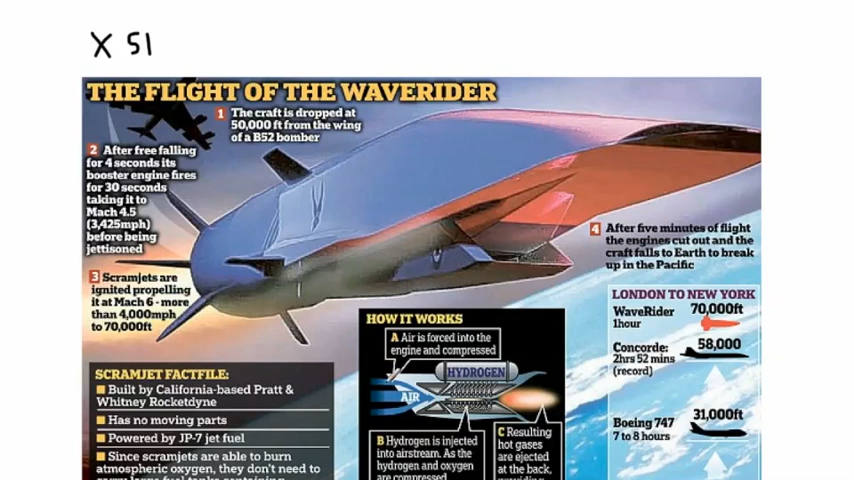 X 51
THE FLIGHT OF THE WAVERIDER
1 The craft is dropped at
50,000 ft from the wing
of a B52 bomber
2 After free falling
for 4 seconds its
booster engine fires
for 30 seconds
taking it to
Mach 4.5
(3,425mph)
before being
jettisoned
3 Scramjets are
ignited propelling
it at Mach 6 - more
than 4,000mph
to 70,000ft
4 After five minutes of flight
the engines cut out and the
craft falls to Earth to break
up in the Pacific
SCRAMJET FACTFILE:
Built by California-based Pratt &
Whitney Rocketdyne
Has no moving parts
Powered by JP-7 jet fuel
Since scramjets are able to burn
atmospheric oxygen, they don't need to
carry large fuel tanks containing
HOW IT WORKS
A Air is forced into the
engine and compressed
HYDROGEN
AIR
B Hydrogen is injected
into airstream. As the
hydrogen and oxygen
are compressed
C Resulting
hot gases
are ejected
at the back,
providing
LONDON TO NEW YORK
WaveRider 70,000ft
1hour
Concorde: 58,000
2hrs 52 mins
(record)
Boeing 747 31,000ft
7 to 8 hours